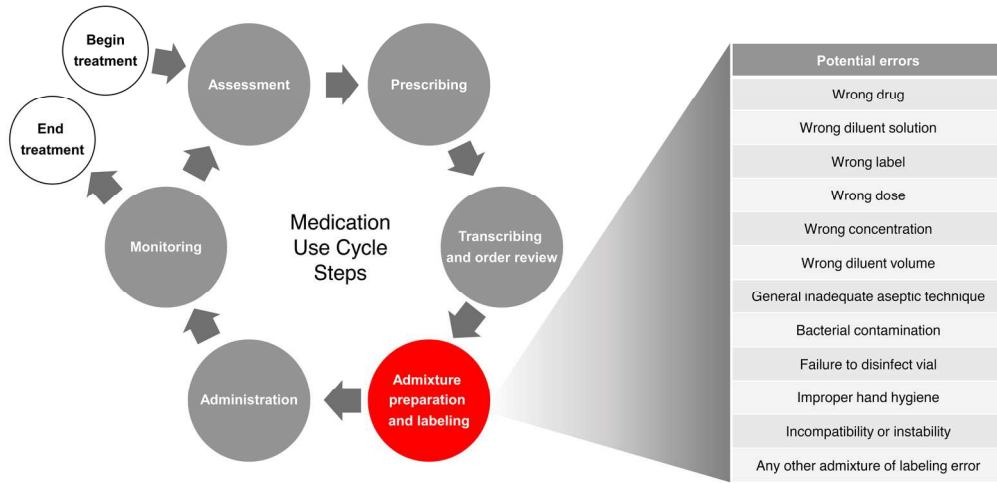 Begin
treatment
End
treatment
Assessment
Prescribing
Transcribing
and order review
Admixture
preparation
and labeling
Administration
Monitoring
Medication
Use Cycle
Steps
Potential errors
Wrong drug
Wrong diluent solution
Wrong label
Wrong dose
Wrong concentration
Wrong diluent volume
General inadequate aseptic technique
Bacterial contamination
Failure to disinfect vial
Improper hand hygiene
Incompatibility or instability
Any other admixture of labeling error